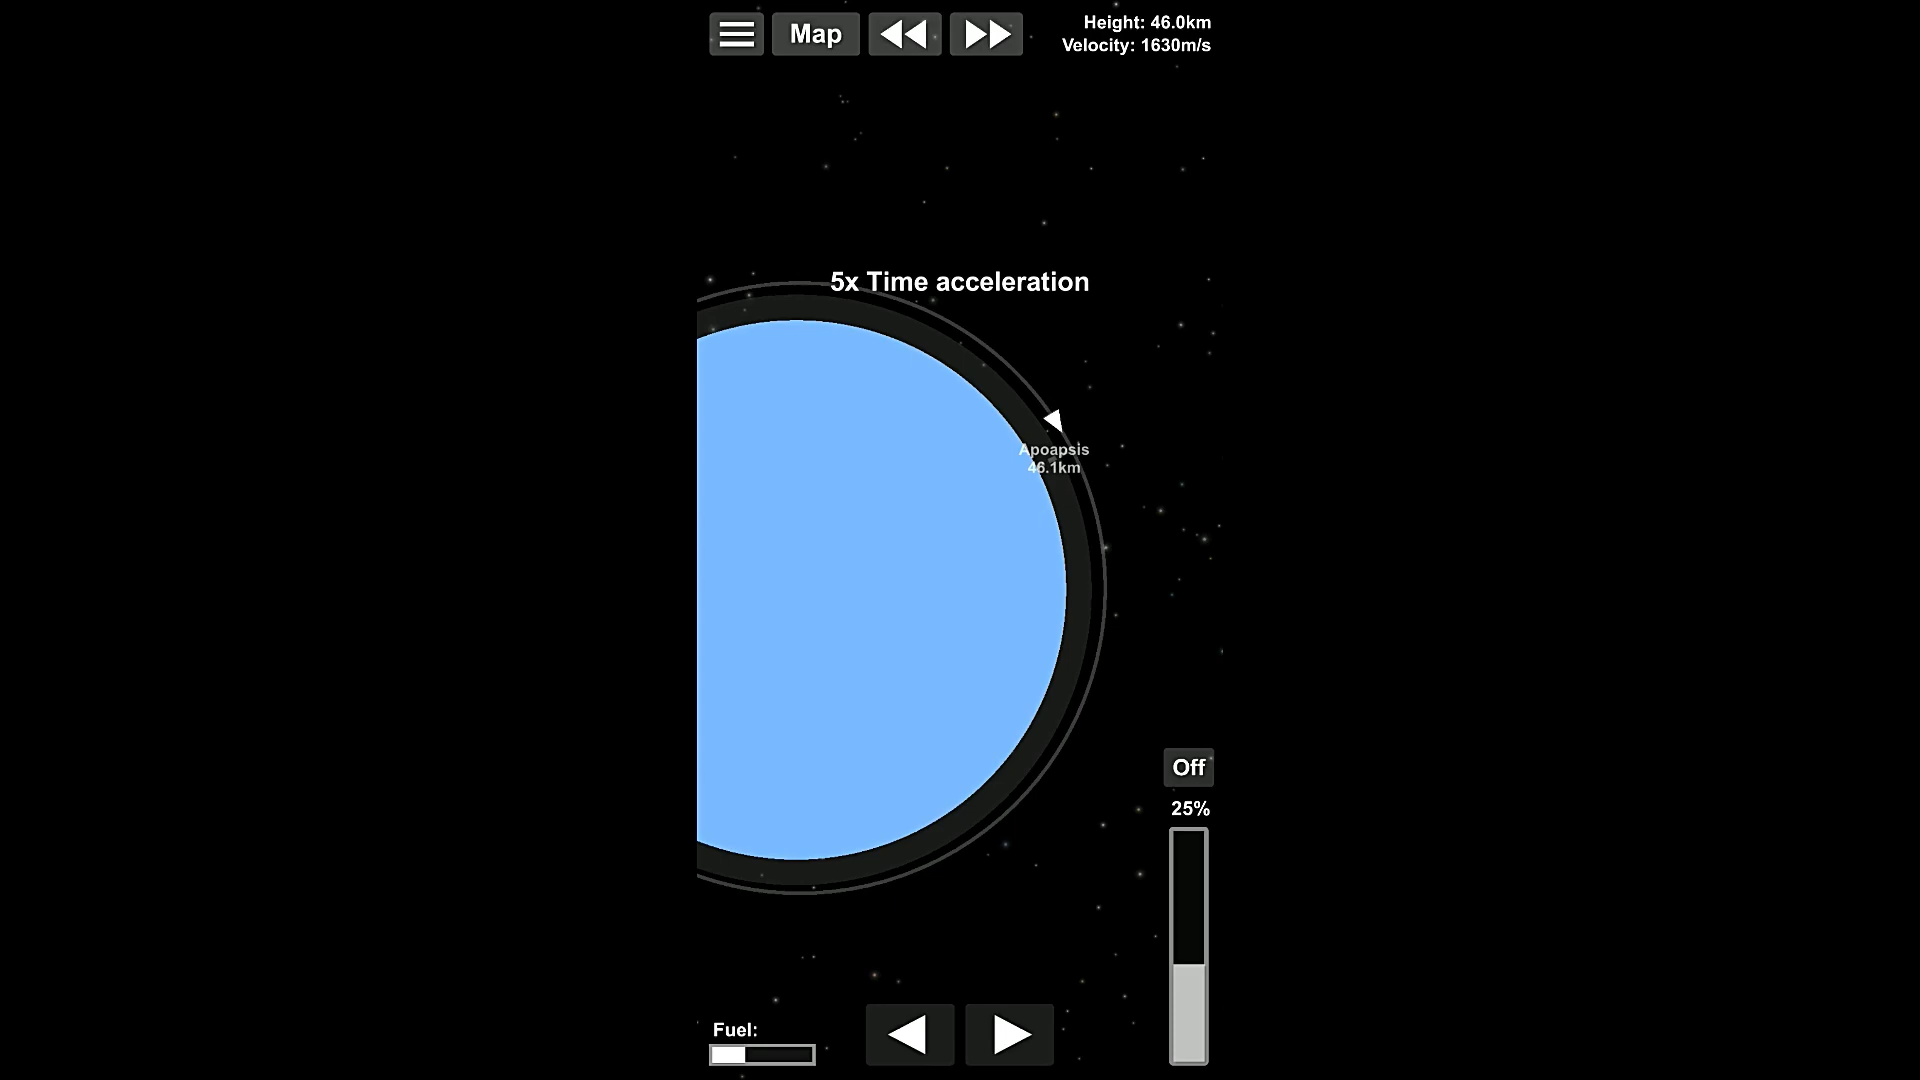 Map
Height: 46.0km
Velocity: 1630m/s
5x Time acceleration
Apoapsis
46.1km
Off
25%
Fuel: